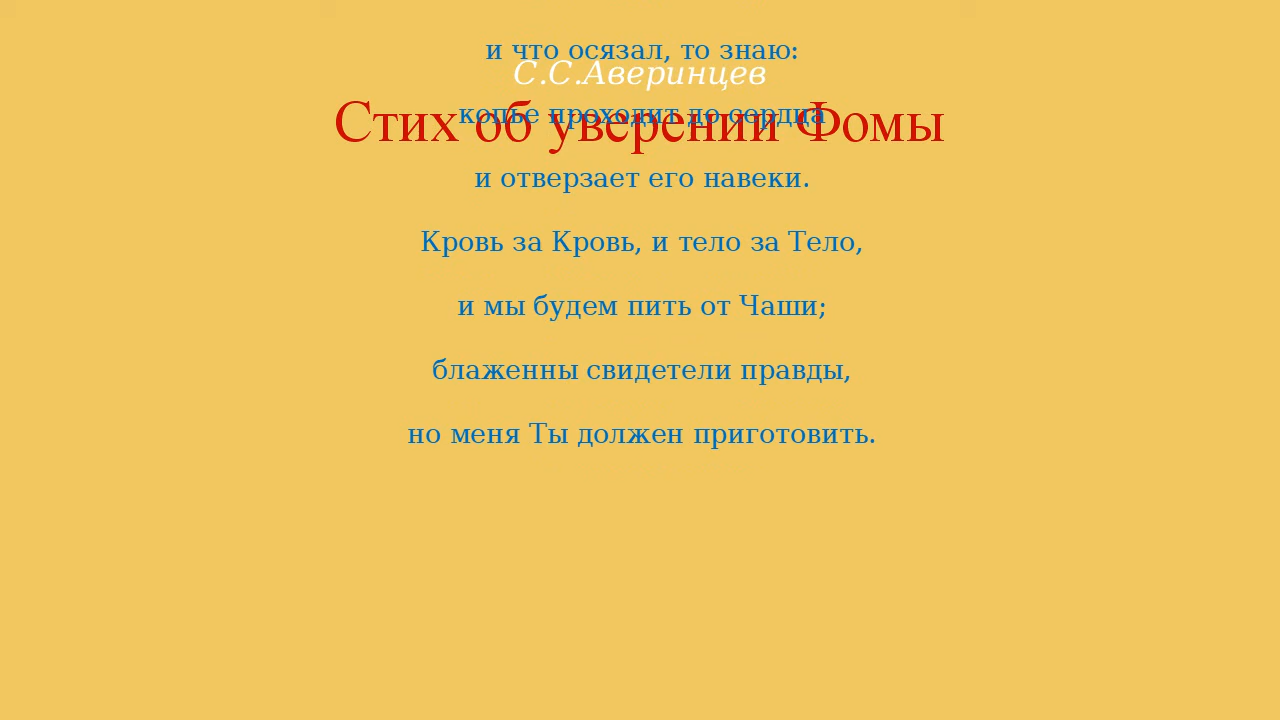 и что осязал, то знаю:
С.С.Аверинцев
копье проходит до сердца
Стих об уверении Фомы
и отверзает его навеки.
Кровь за Кровь, и тело за Тело,
и мы будем пить от Чаши;
блаженны свидетели правды,
но меня Ты должен приготовить.